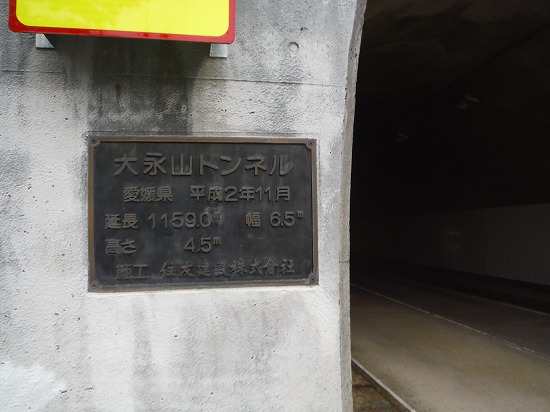 大永山トンネル
愛媛県 平成2年11月
延長 1159.0m 幅 6.5m
高さ 4.5m
施工 住友建設株式会社